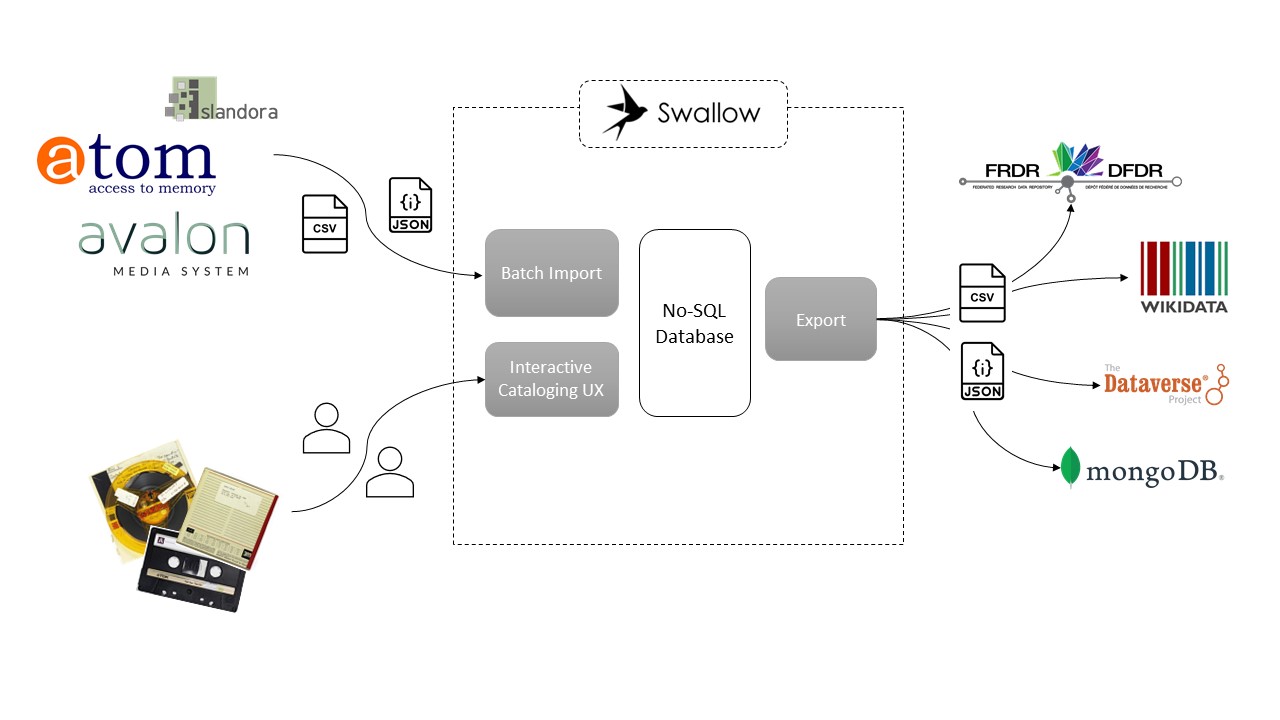 islandora
atom
access to memory
avalon
MEDIA SYSTEM
CSV
{i}
JSON
Swallow
Batch Import
Interactive
Cataloging UX
No-SQL
Database
Export
CSV
{i}
JSON
FRDR DFDR
FEDERATED RESEARCH DATA REPOSITORY DÉPÔT FÉDÉRÉ DE DONNÉES DE RECHERCHE
WIKIDATA
The
Dataverse®
Project
mongoDB®